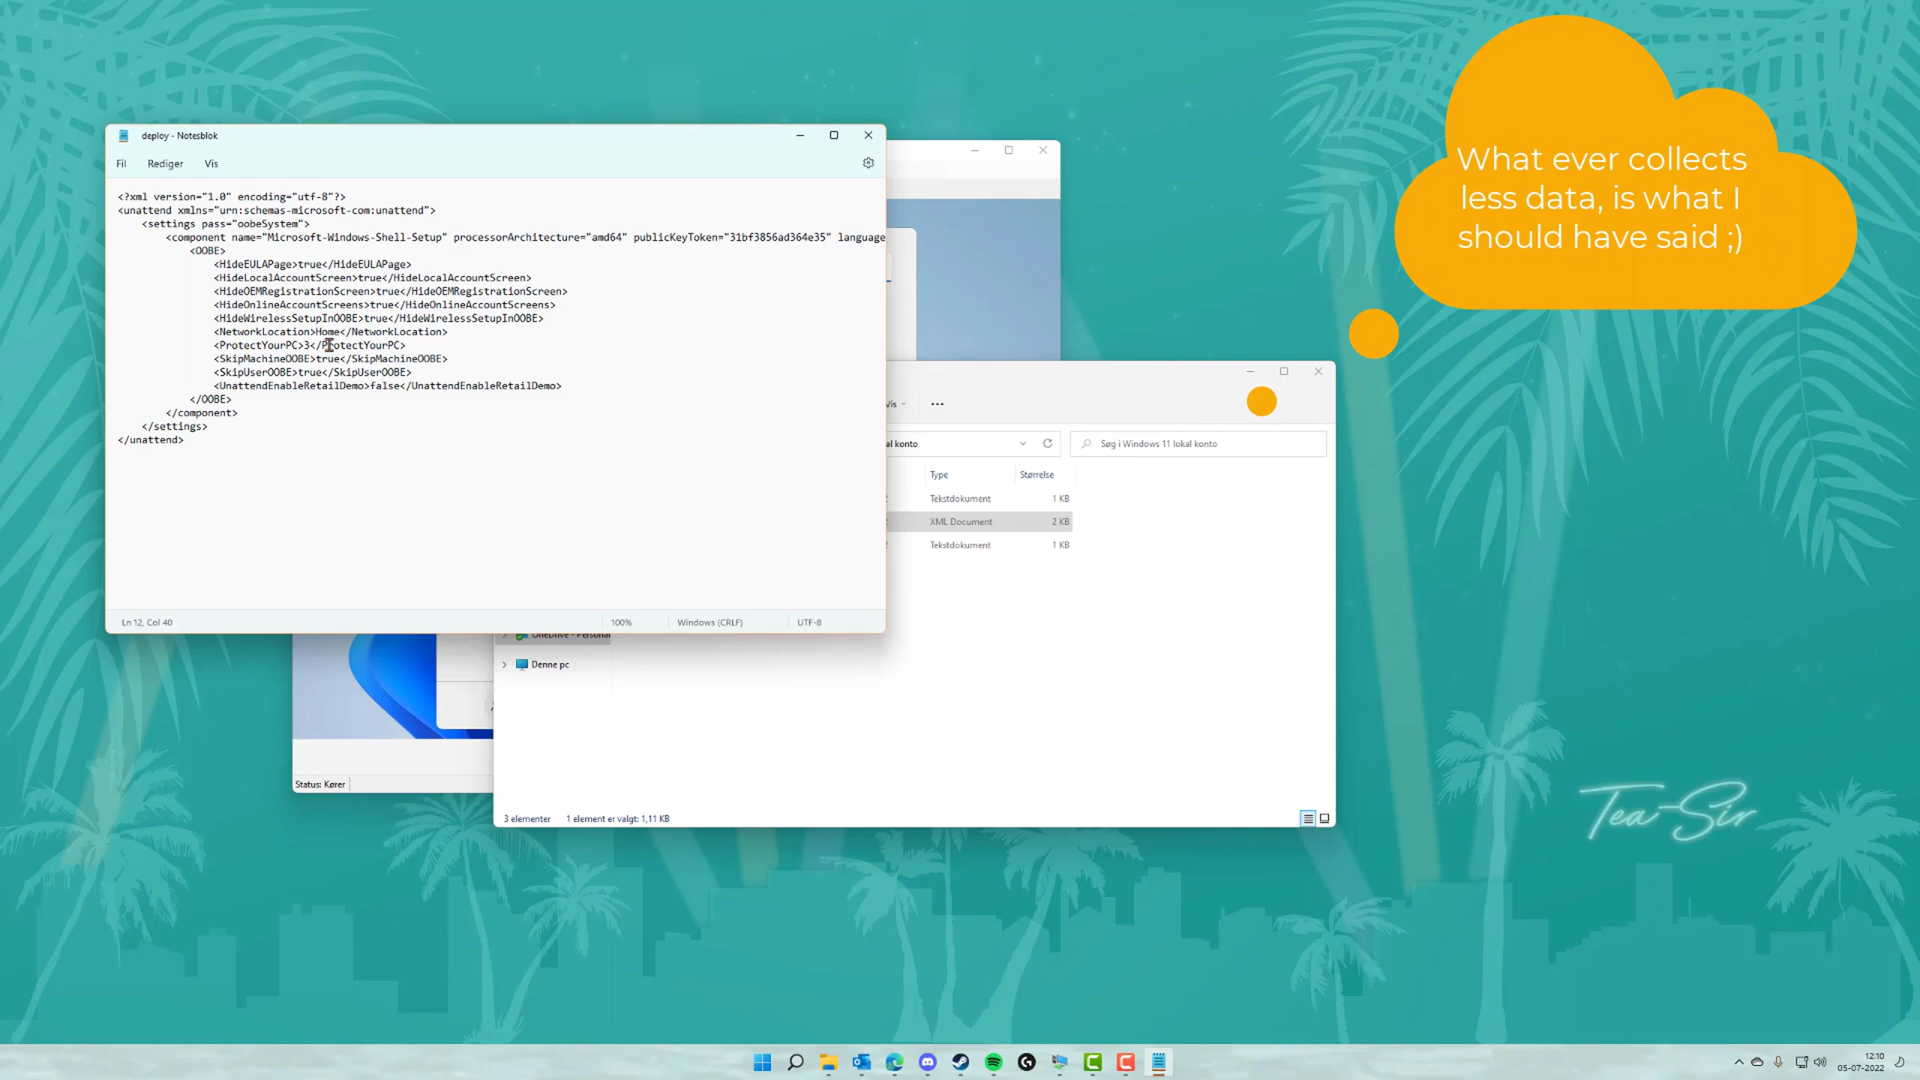 deploy - Notesblok
Fil Rediger Vis
<?xml version="1.0" encoding="utf-8"?>
<unattend xmlns="urn:schemas-microsoft-com:unattend">
<settings pass="oobeSystem">
<component name="Microsoft-Windows-Shell-Setup" processorArchitecture="amd64" publicKeyToken="31bf3856ad364e35" language
<OOBE>
<HideEULAPage>true</HideEULAPage>
<HideLocalAccountScreen>true</HideLocalAccountScreen>
<HideOEMRegistrationScreen>true</HideOEMRegistrationScreen>
<HideOnlineAccountScreens>true</HideOnlineAccountScreens>
<HideWirelessSetupInOOBE>true</HideWirelessSetupInOOBE>
<NetworkLocation>Home</NetworkLocation>
<ProtectYourPC>3</ProtectYourPC>
<SkipMachineOOBE>true</SkipMachineOOBE>
<SkipUserOOBE>true</SkipUserOOBE>
<UnattendEnableRetailDemo>false</UnattendEnableRetailDemo>
</OOBE>
</component>
</settings>
</unattend>
Ln 12, Col 40 100% Windows (CRLF) UTF-8
What ever collects
less data, is what I
should have said ;)
Vis
al konto
Søg i Windows 11 lokal konto
Type Størrelse
Tekstdokument 1 KB
XML Document 2 KB
Tekstdokument 1 KB
OneDrive - Personal
Denne pc
Status: Kører
3 elementer 1 element er valgt: 1,11 KB
Tea-Sir
12:10
05-07-2022